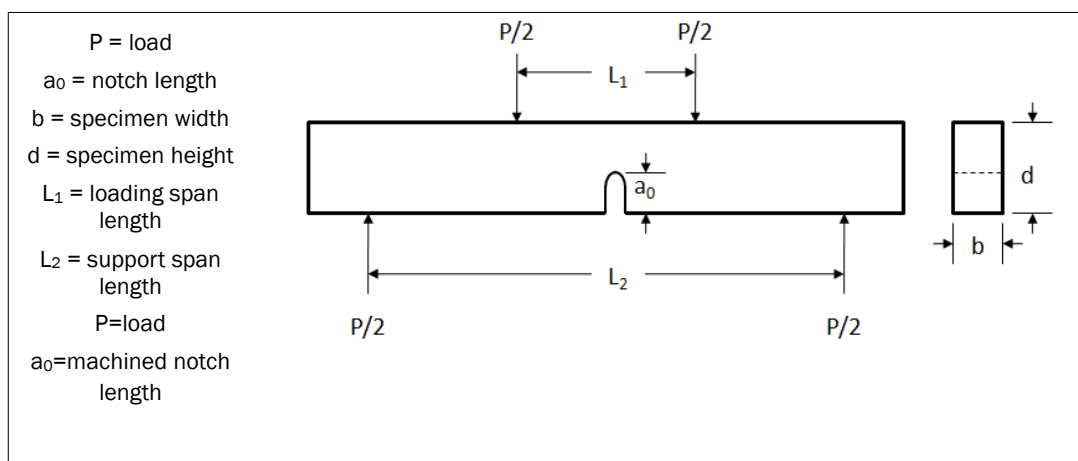 P = load
a₀ = notch length
b = specimen width
d = specimen height
L₁ = loading span
length
L₂ = support span
length
P=load
a₀=machined notch
length
P/2 P/2
L₁
a₀
d
b
L₂
P/2 P/2